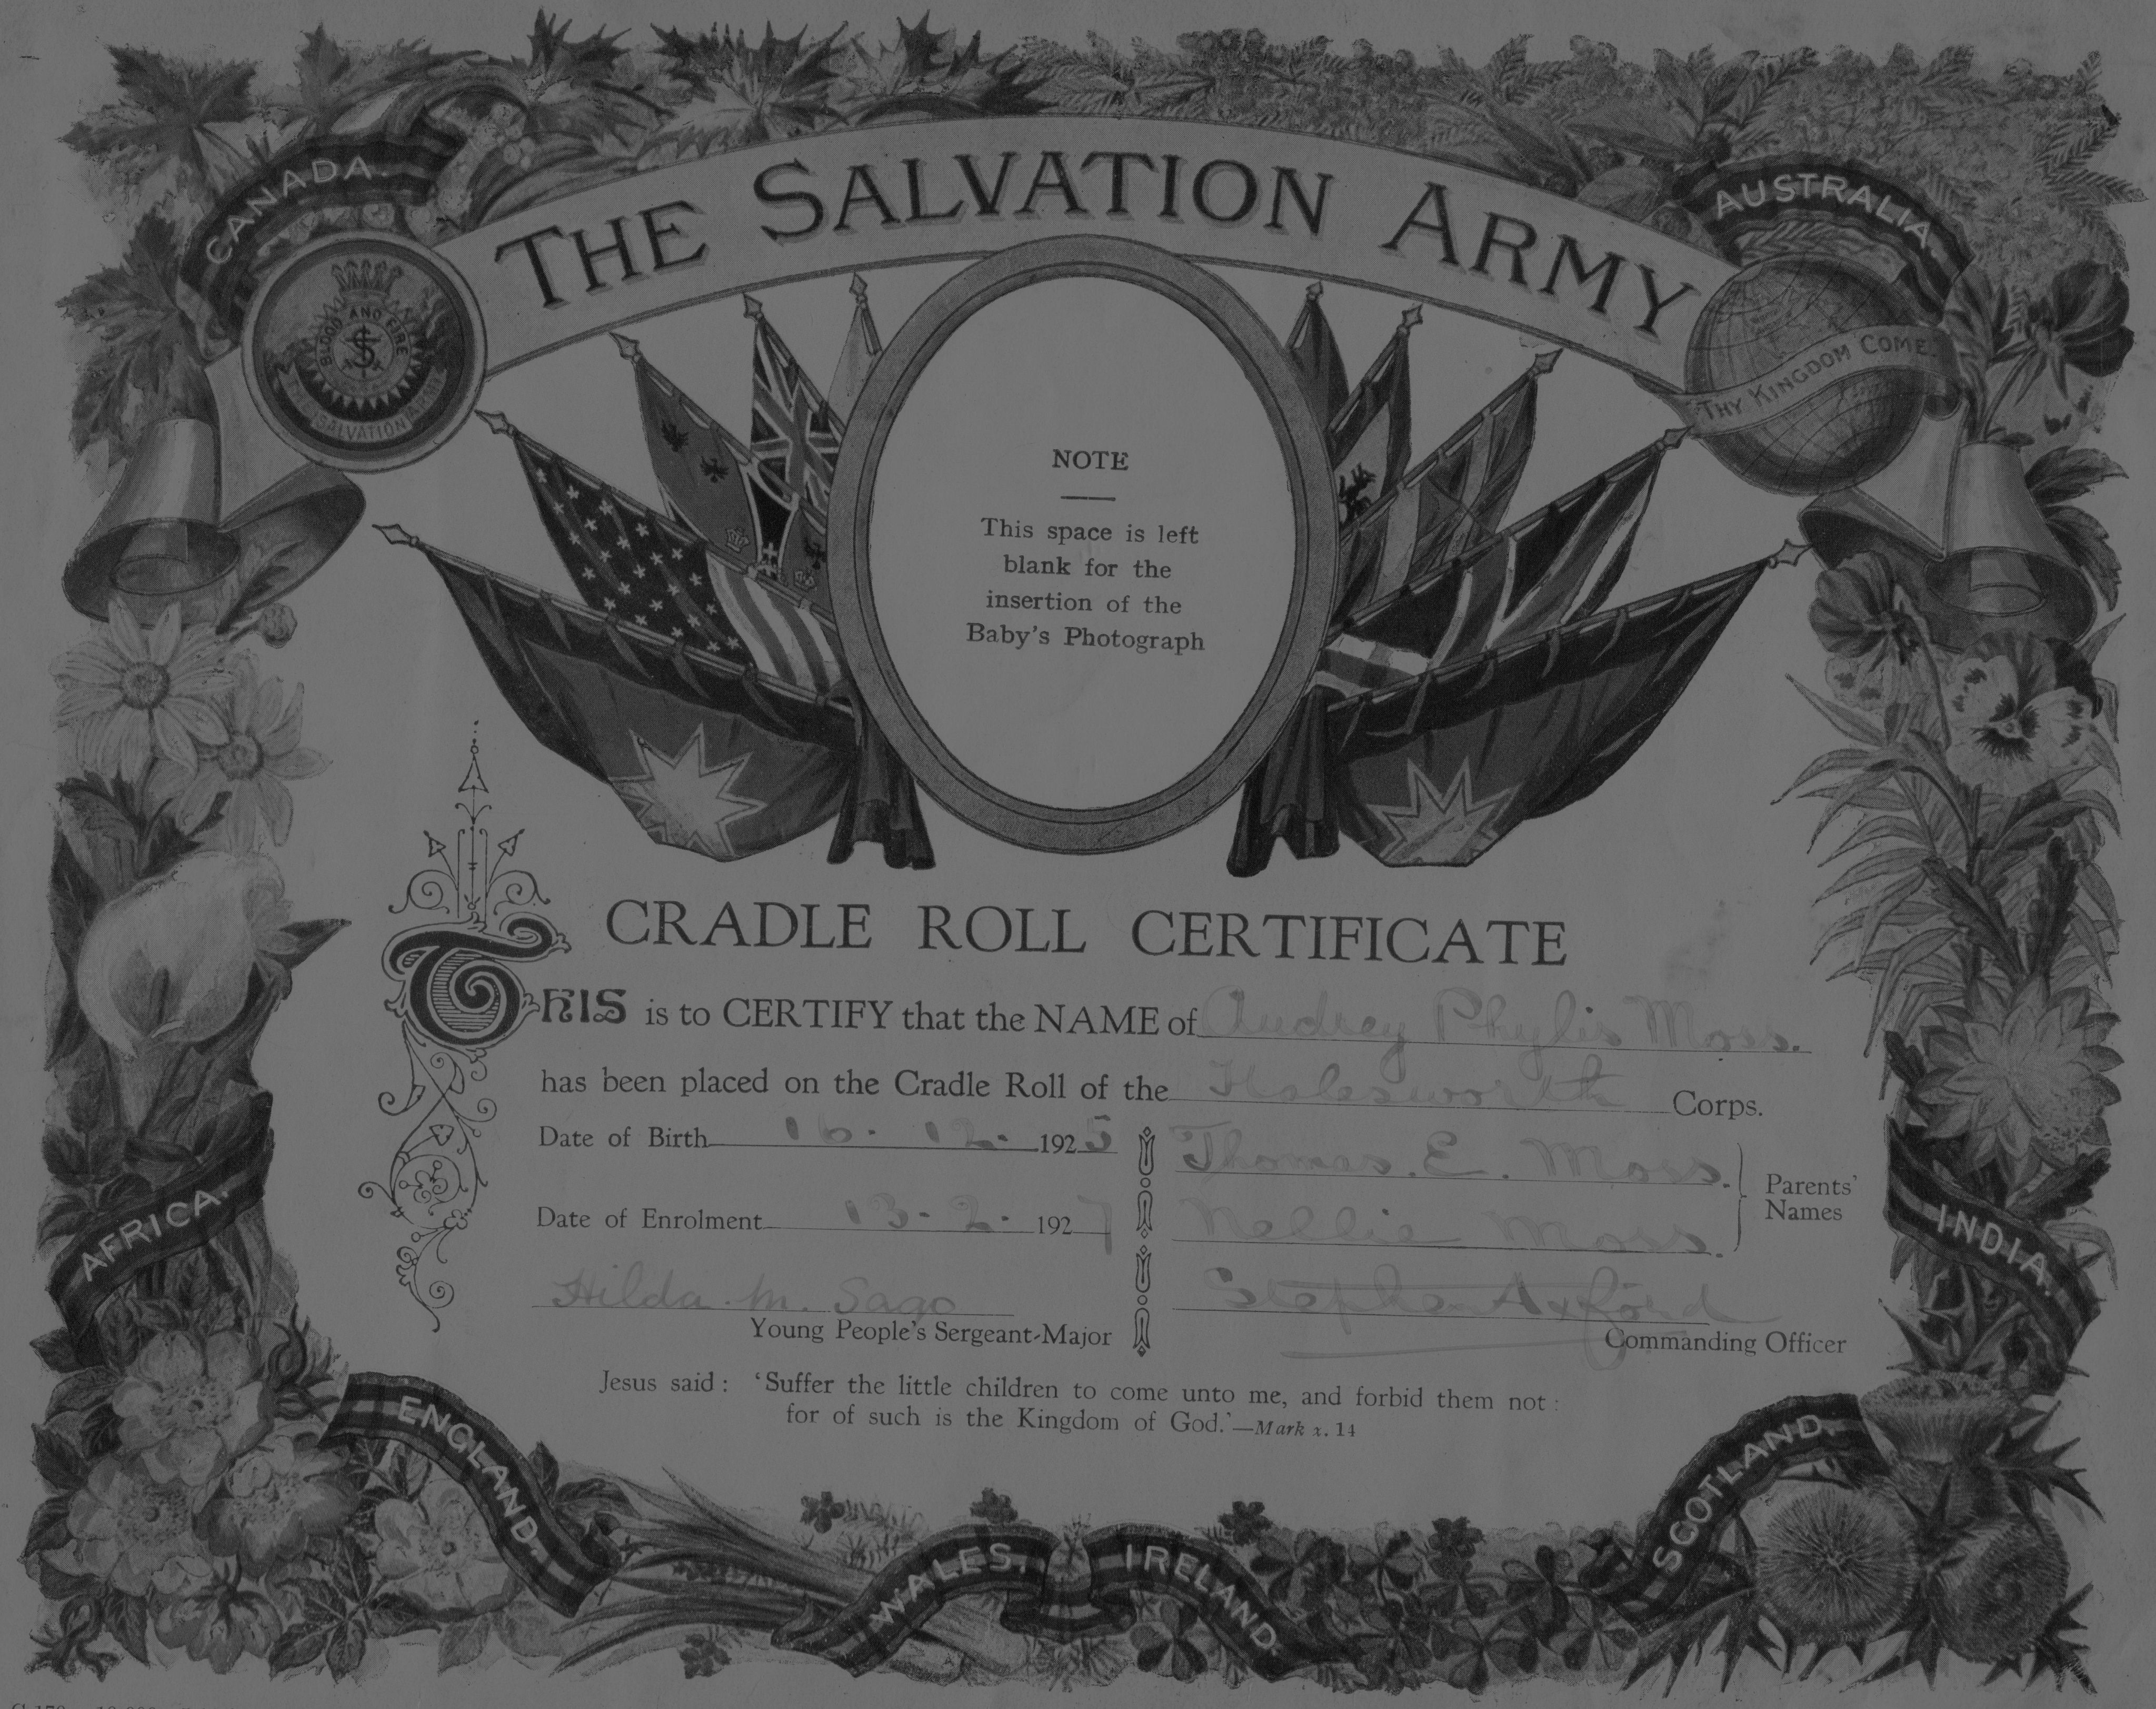 CANADA.
AUSTRALIA.
THE SALVATION ARMY
BLOOD AND FIRE
SALVATION ARMY
THY KINGDOM COME.
NOTE
This space is left
blank for the
insertion of the
Baby's Photograph
CRADLE ROLL CERTIFICATE
THIS is to CERTIFY that the NAME of Audrey Phylis Moss.
has been placed on the Cradle Roll of the Halesworth Corps.
Date of Birth 16 - 12 - 1925
Thomas. E. Moss.
Nellie Moss.
Parents'
Names
Date of Enrolment 13 - 2 - 1927
Hilda. M. Sago
Young People's Sergeant-Major
Stephen Axford
Commanding Officer
Jesus said : 'Suffer the little children to come unto me, and forbid them not :
for of such is the Kingdom of God.'—Mark x. 14
AFRICA.
INDIA.
ENGLAND.
SCOTLAND.
WALES.
IRELAND.